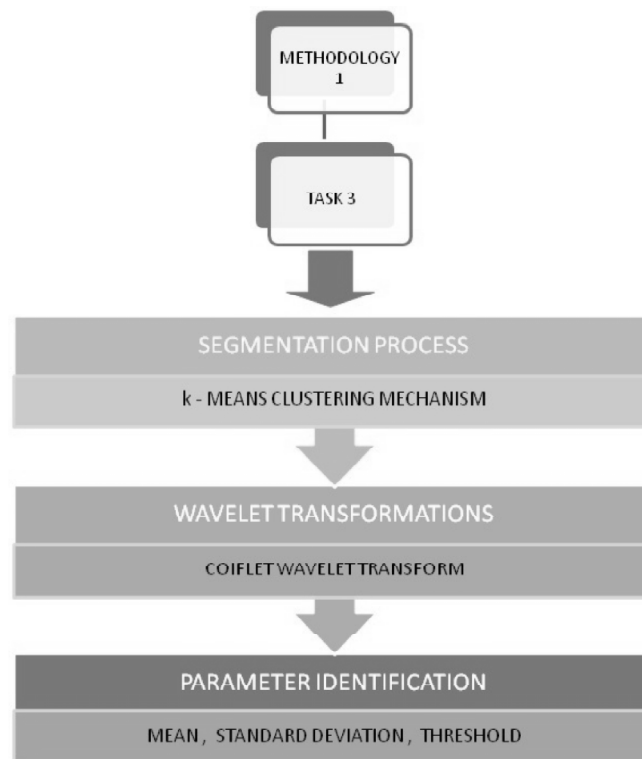 METHODOLOGY
1
TASK 3
SEGMENTATION PROCESS
k - MEANS CLUSTERING MECHANISM
WAVELET TRANSFORMATIONS
COIFLET WAVELET TRANSFORM
PARAMETER IDENTIFICATION
MEAN , STANDARD DEVIATION , THRESHOLD